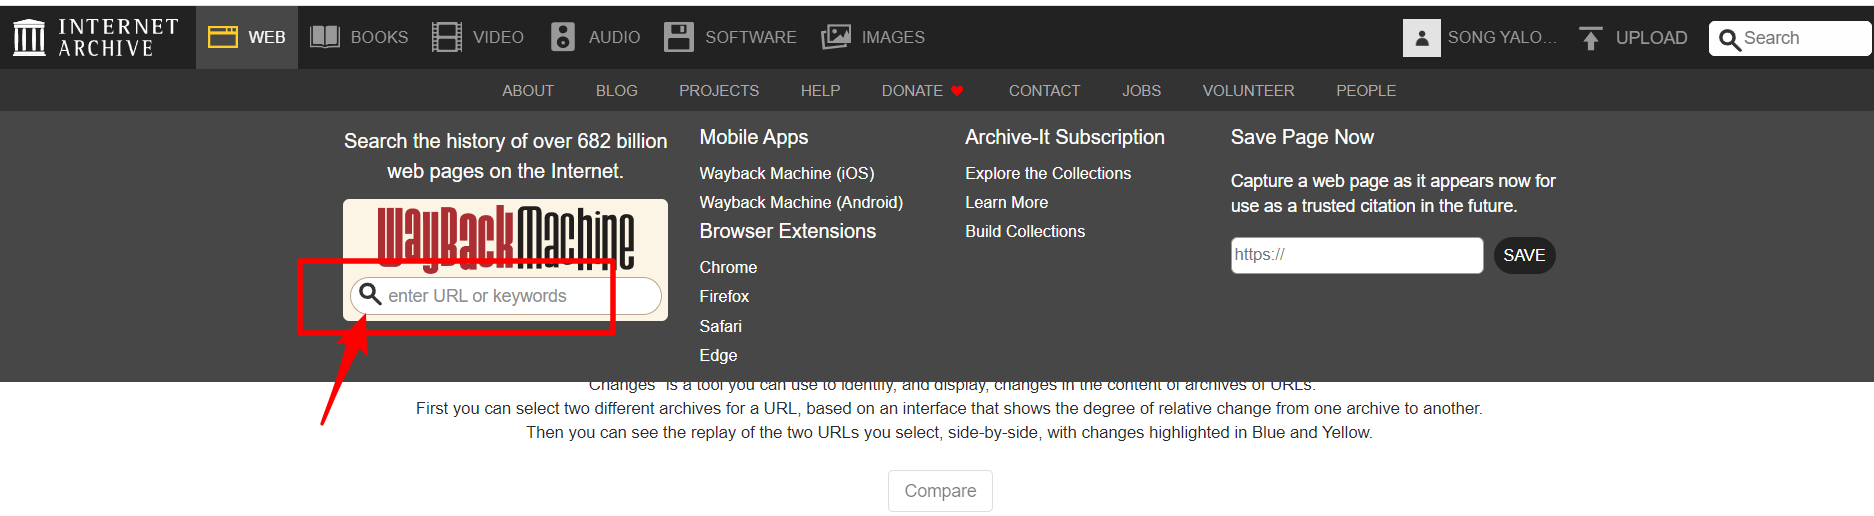 INTERNET
ARCHIVE
WEB
BOOKS
VIDEO
AUDIO
SOFTWARE
IMAGES
SONG YALO...
UPLOAD
Search
ABOUT
BLOG
PROJECTS
HELP
DONATE
CONTACT
JOBS
VOLUNTEER
PEOPLE
Search the history of over 682 billion
web pages on the Internet.
WayBackMachine
enter URL or keywords
Mobile Apps
Wayback Machine (iOS)
Wayback Machine (Android)
Browser Extensions
Chrome
Firefox
Safari
Edge
Archive-It Subscription
Explore the Collections
Learn More
Build Collections
Save Page Now
Capture a web page as it appears now for
use as a trusted citation in the future.
https://
SAVE
"Changes" is a tool you can use to identify, and display, changes in the content of archives of URLs.
First you can select two different archives for a URL, based on an interface that shows the degree of relative change from one archive to another.
Then you can see the replay of the two URLs you select, side-by-side, with changes highlighted in Blue and Yellow.
Compare